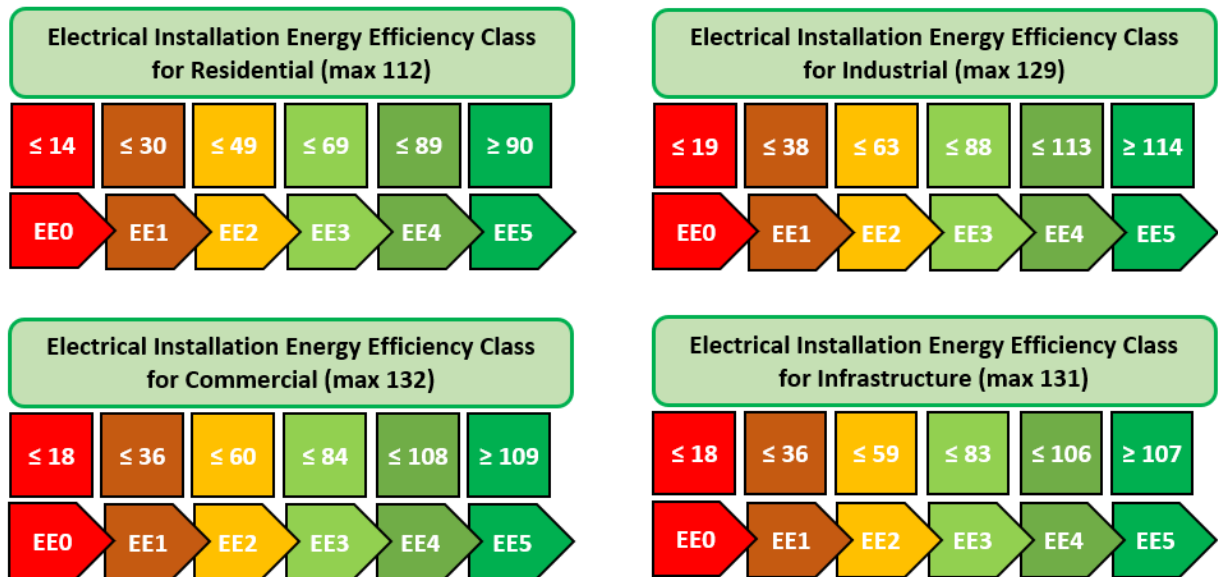 Electrical Installation Energy Efficiency Class
for Residential (max 112)
≤ 14 ≤ 30 ≤ 49 ≤ 69 ≤ 89 ≥ 90
EE0 EE1 EE2 EE3 EE4 EE5
Electrical Installation Energy Efficiency Class
for Industrial (max 129)
≤ 19 ≤ 38 ≤ 63 ≤ 88 ≤ 113 ≥ 114
EE0 EE1 EE2 EE3 EE4 EE5
Electrical Installation Energy Efficiency Class
for Commercial (max 132)
≤ 18 ≤ 36 ≤ 60 ≤ 84 ≤ 108 ≥ 109
EE0 EE1 EE2 EE3 EE4 EE5
Electrical Installation Energy Efficiency Class
for Infrastructure (max 131)
≤ 18 ≤ 36 ≤ 59 ≤ 83 ≤ 106 ≥ 107
EE0 EE1 EE2 EE3 EE4 EE5